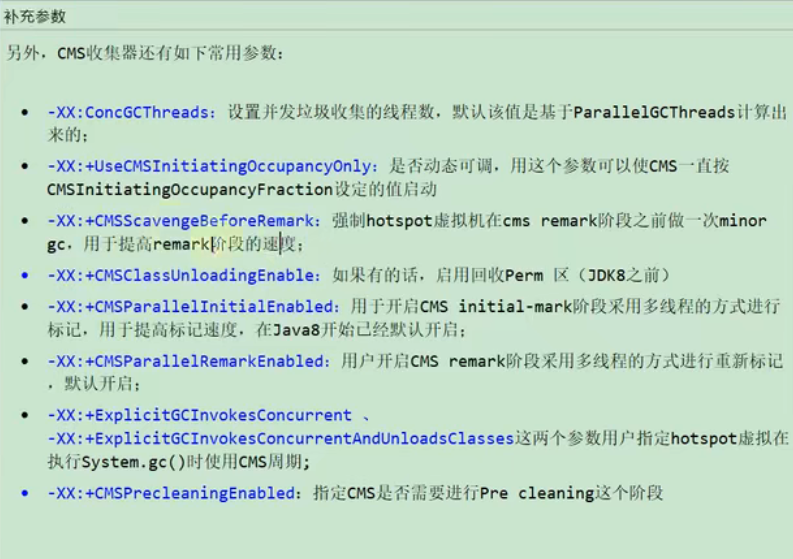 补充参数
另外，CMS收集器还有如下常用参数：
• -XX:ConcGCThreads：设置并发垃圾收集的线程数，默认该值是基于ParallelGCThreads计算出
来的；
• -XX:+UseCMSInitiatingOccupancyOnly：是否动态可调，用这个参数可以使CMS一直按
CMSInitiatingOccupancyFraction设定的值启动
• -XX:+CMSScavengeBeforeRemark：强制hotspot虚拟机在cms remark阶段之前做一次minor
gc，用于提高remark阶段的速度；
• -XX:+CMSClassUnloadingEnable：如果有的话，启用回收Perm 区（JDK8之前）
• -XX:+CMSParallelInitialEnabled：用于开启CMS initial-mark阶段采用多线程的方式进行
标记，用于提高标记速度，在Java8开始已经默认开启；
• -XX:+CMSParallelRemarkEnabled：用户开启CMS remark阶段采用多线程的方式进行重新标记
，默认开启；
• -XX:+ExplicitGCInvokesConcurrent 、
-XX:+ExplicitGCInvokesConcurrentAndUnloadsClasses这两个参数用户指定hotspot虚拟在
执行System.gc()时使用CMS周期；
• -XX:+CMSPrecleaningEnabled：指定CMS是否需要进行Pre cleaning这个阶段